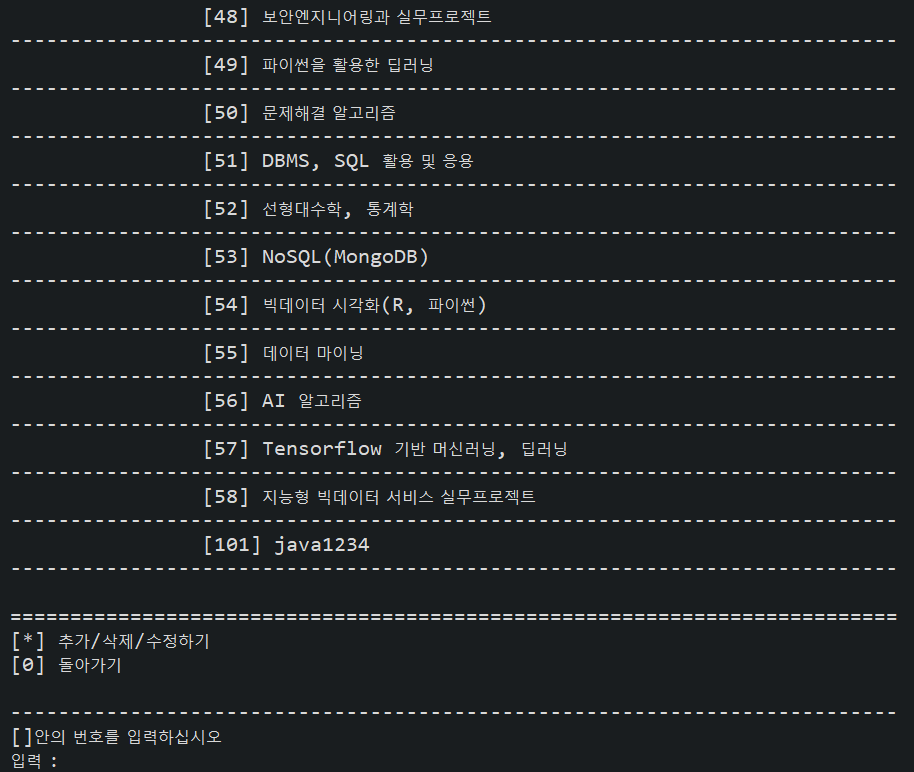 [48] 보안엔지니어링과 실무프로젝트
--------------------------------------------------------------------------
[49] 파이썬을 활용한 딥러닝
--------------------------------------------------------------------------
[50] 문제해결 알고리즘
--------------------------------------------------------------------------
[51] DBMS, SQL 활용 및 응용
--------------------------------------------------------------------------
[52] 선형대수학, 통계학
--------------------------------------------------------------------------
[53] NoSQL(MongoDB)
--------------------------------------------------------------------------
[54] 빅데이터 시각화(R, 파이썬)
--------------------------------------------------------------------------
[55] 데이터 마이닝
--------------------------------------------------------------------------
[56] AI 알고리즘
--------------------------------------------------------------------------
[57] Tensorflow 기반 머신러닝, 딥러닝
--------------------------------------------------------------------------
[58] 지능형 빅데이터 서비스 실무프로젝트
--------------------------------------------------------------------------
[101] java1234
--------------------------------------------------------------------------
==========================================================================
[*] 추가/삭제/수정하기
[0] 돌아가기
--------------------------------------------------------------------------
[]안의 번호를 입력하십시오
입력 :